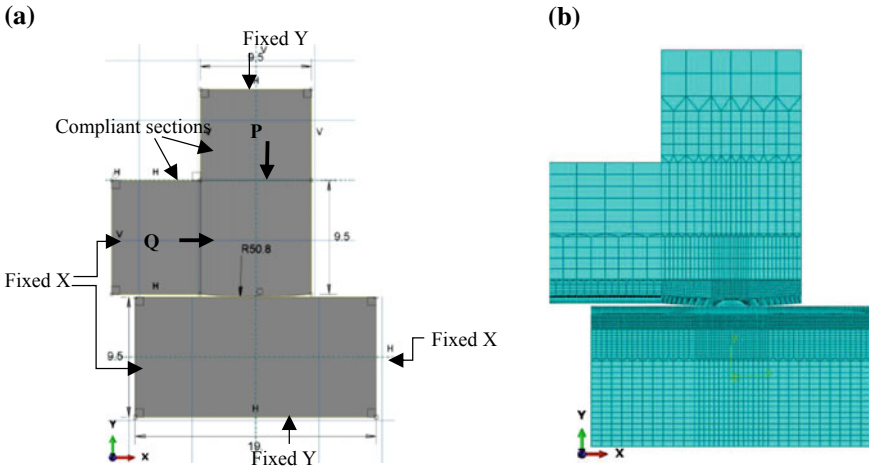 (a)
(b)
Fixed Y
V
9.5
H
Compliant sections
V
P
V
H
H
V
Q
9.5
R50.8
Fixed X
H
H
Fixed X
9.5
H
Y
X
19
Fixed Y
Y
X